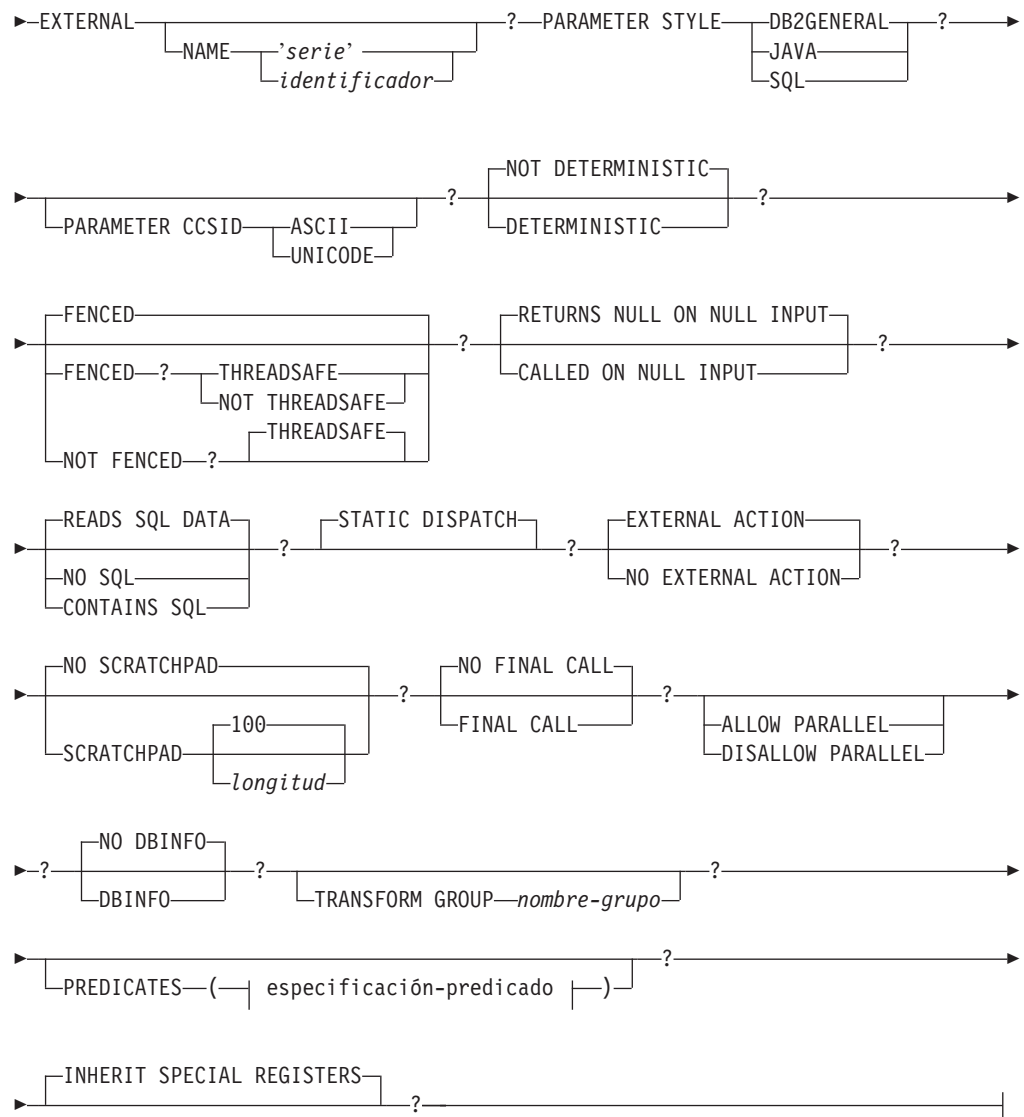 EXTERNAL ? PARAMETER STYLE DB2GENERAL ?
NAME 'serie' JAVA
identificador SQL
NOT DETERMINISTIC
? ?
PARAMETER CCSID ASCII DETERMINISTIC
UNICODE
FENCED RETURNS NULL ON NULL INPUT
? ?
FENCED ? THREADSAFE CALLED ON NULL INPUT
NOT THREADSAFE
THREADSAFE
NOT FENCED ?
READS SQL DATA STATIC DISPATCH EXTERNAL ACTION
? ? ?
NO SQL NO EXTERNAL ACTION
CONTAINS SQL
NO SCRATCHPAD NO FINAL CALL
? ? 
100 FINAL CALL ALLOW PARALLEL
SCRATCHPAD DISALLOW PARALLEL
longitud
NO DBINFO
? ? ?
DBINFO TRANSFORM GROUP nombre-grupo
?
PREDICATES ( especificación-predicado )
INHERIT SPECIAL REGISTERS
?